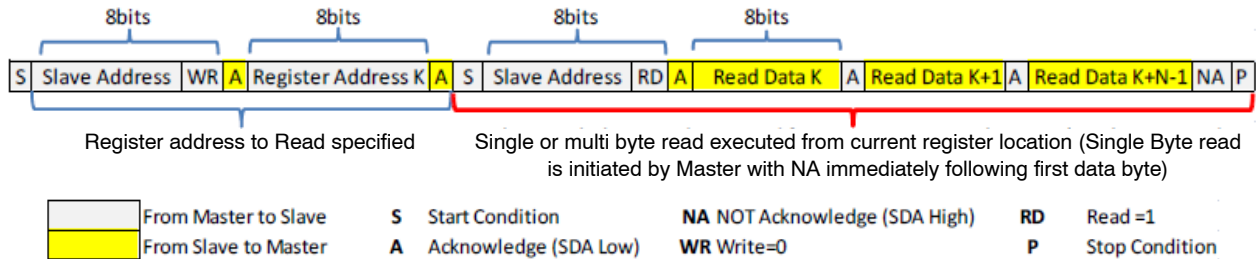 8bits 8bits 8bits 8bits
S Slave Address WR A Register Address K A S Slave Address RD A Read Data K A Read Data K+1 A Read Data K+N-1 NA P
Register address to Read specified
Single or multi byte read executed from current register location (Single Byte read
is initiated by Master with NA immediately following first data byte)
From Master to Slave S Start Condition NA NOT Acknowledge (SDA High) RD Read =1
From Slave to Master A Acknowledge (SDA Low) WR Write=0 P Stop Condition